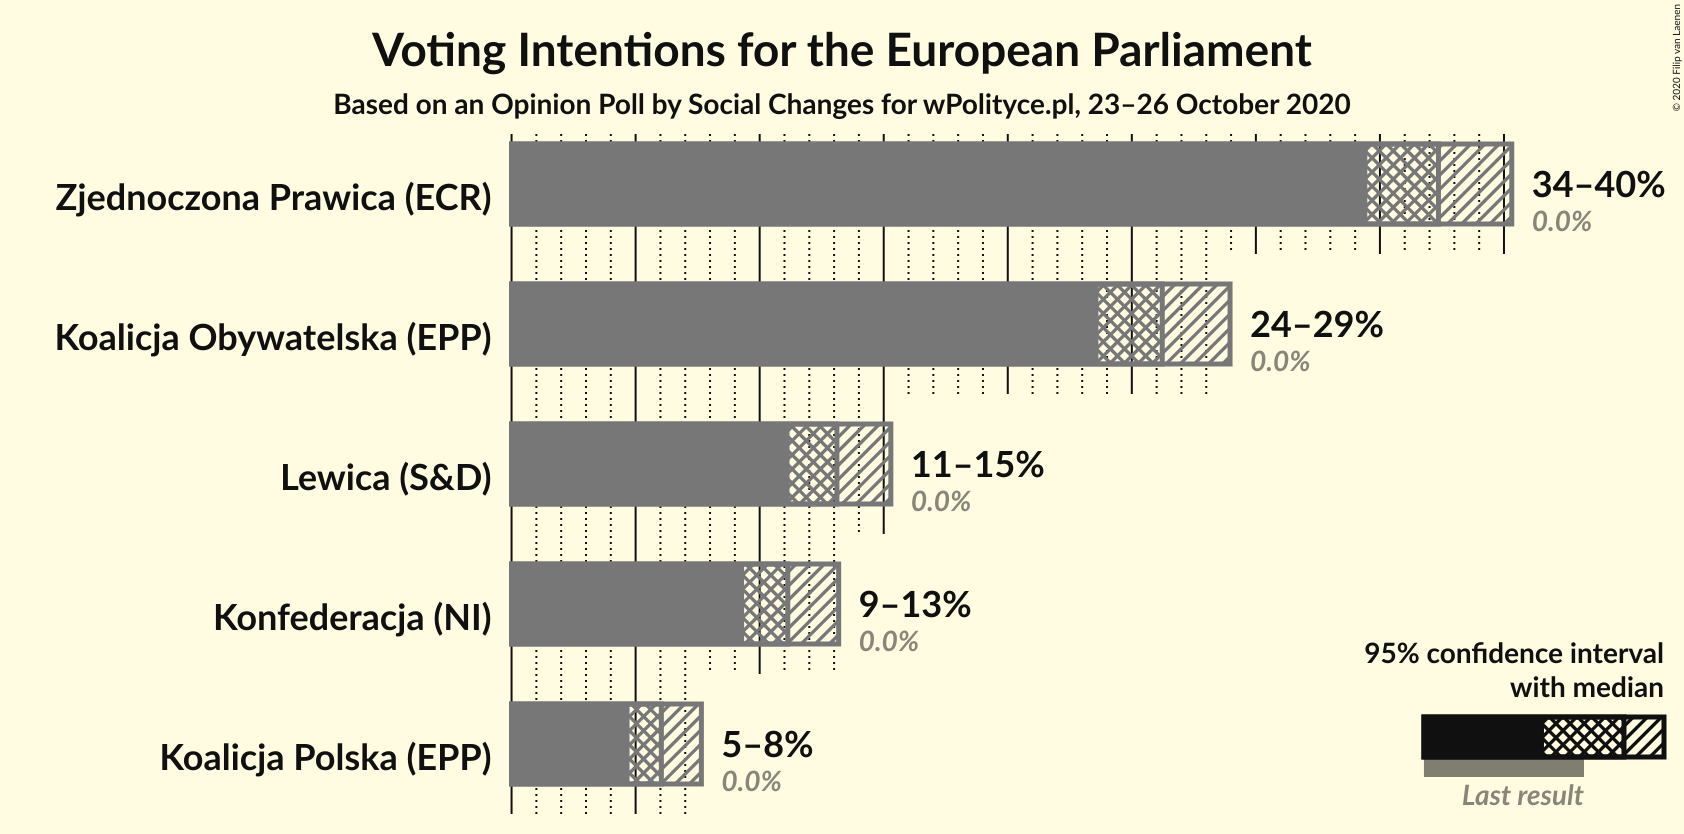 Voting Intentions for the European Parliament
Based on an Opinion Poll by Social Changes for wPolityce.pl, 23–26 October 2020
© 2020 Filip van Laenen
Zjednoczona Prawica (ECR)
34–40%
0.0%
Koalicja Obywatelska (EPP)
24–29%
0.0%
Lewica (S&D)
11–15%
0.0%
Konfederacja (NI)
9–13%
0.0%
Koalicja Polska (EPP)
5–8%
0.0%
95% confidence interval
with median
Last result